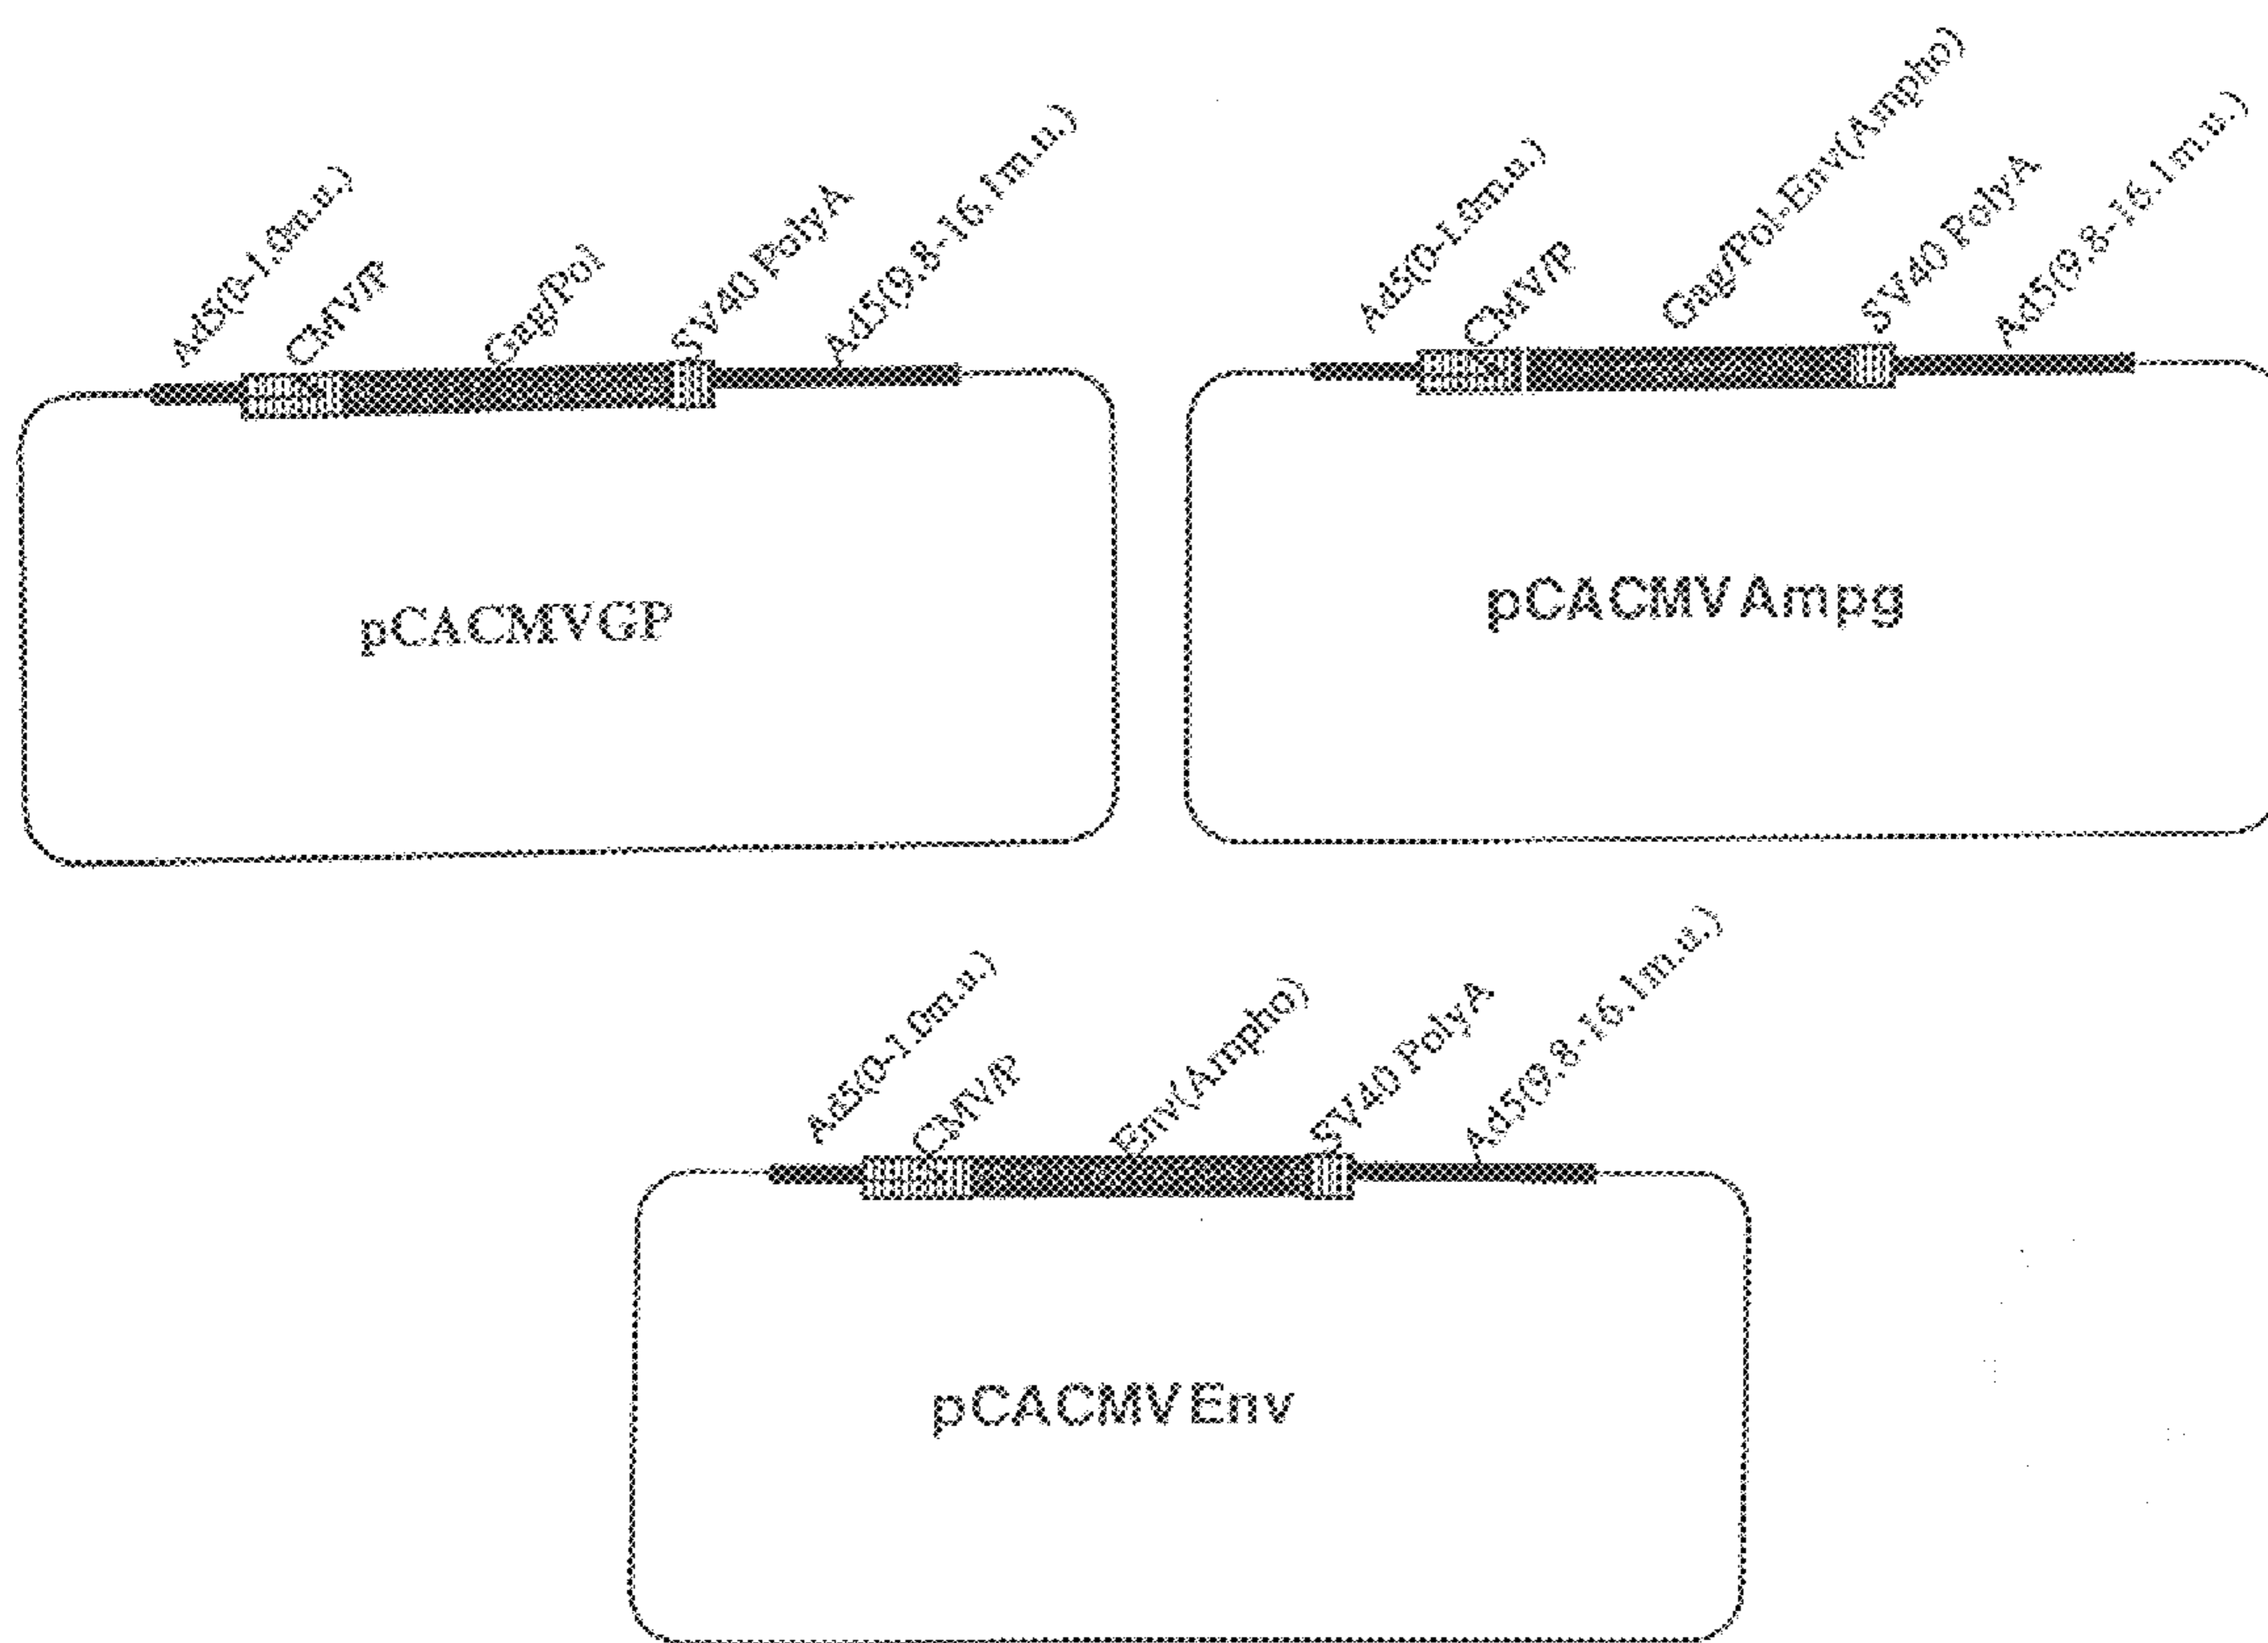 Ad5(0-1.0m.u.)
CMV/P
Gag/Pol
SV40 PolyA
Ad5(9.8-16.1m.u.)
pCACMVGP
Ad5(0-1.0m.u.)
CMV/P
Gag/Pol-Env(Ampho)
SV40 PolyA
Ad5(9.8-16.1m.u.)
pCACMVAmpg
Ad5(0-1.0m.u.)
CMV/P
Env(Ampho)
SV40 PolyA
Ad5(9.8-16.1m.u.)
pCACMVEnv